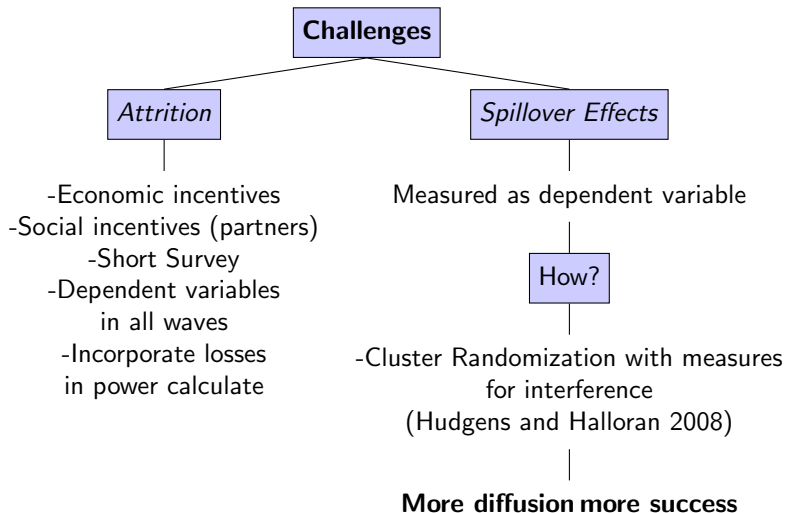 Challenges
Attrition
-Economic incentives
-Social incentives (partners)
-Short Survey
-Dependent variables
in all waves
-Incorporate losses
in power calculate
Spillover Effects
Measured as dependent variable
How?
-Cluster Randomization with measures
for interference
(Hudgens and Halloran 2008)
More diffusion more success